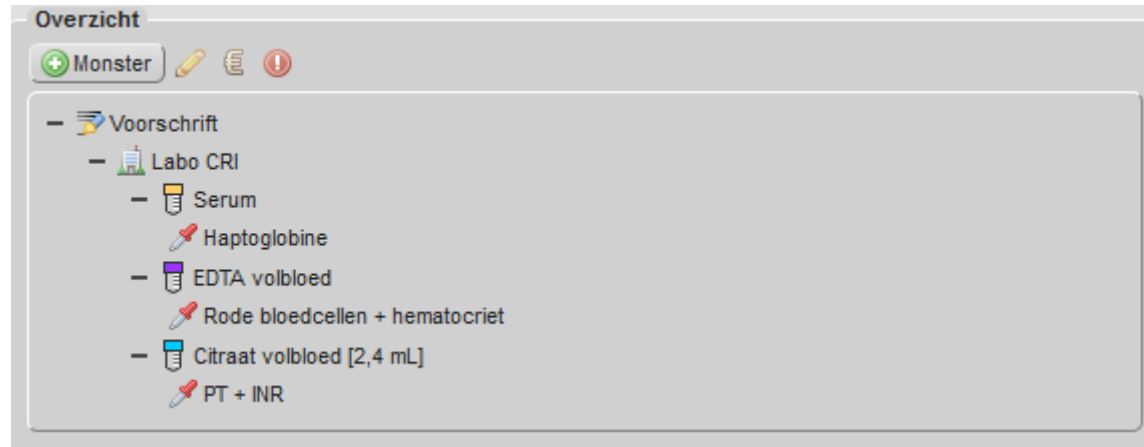 Overzicht
Monster
Voorschrift
Labo CRI
Serum
Haptoglobine
EDTA volbloed
Rode bloedcellen + hematocriet
Citraat volbloed [2,4 mL]
PT + INR